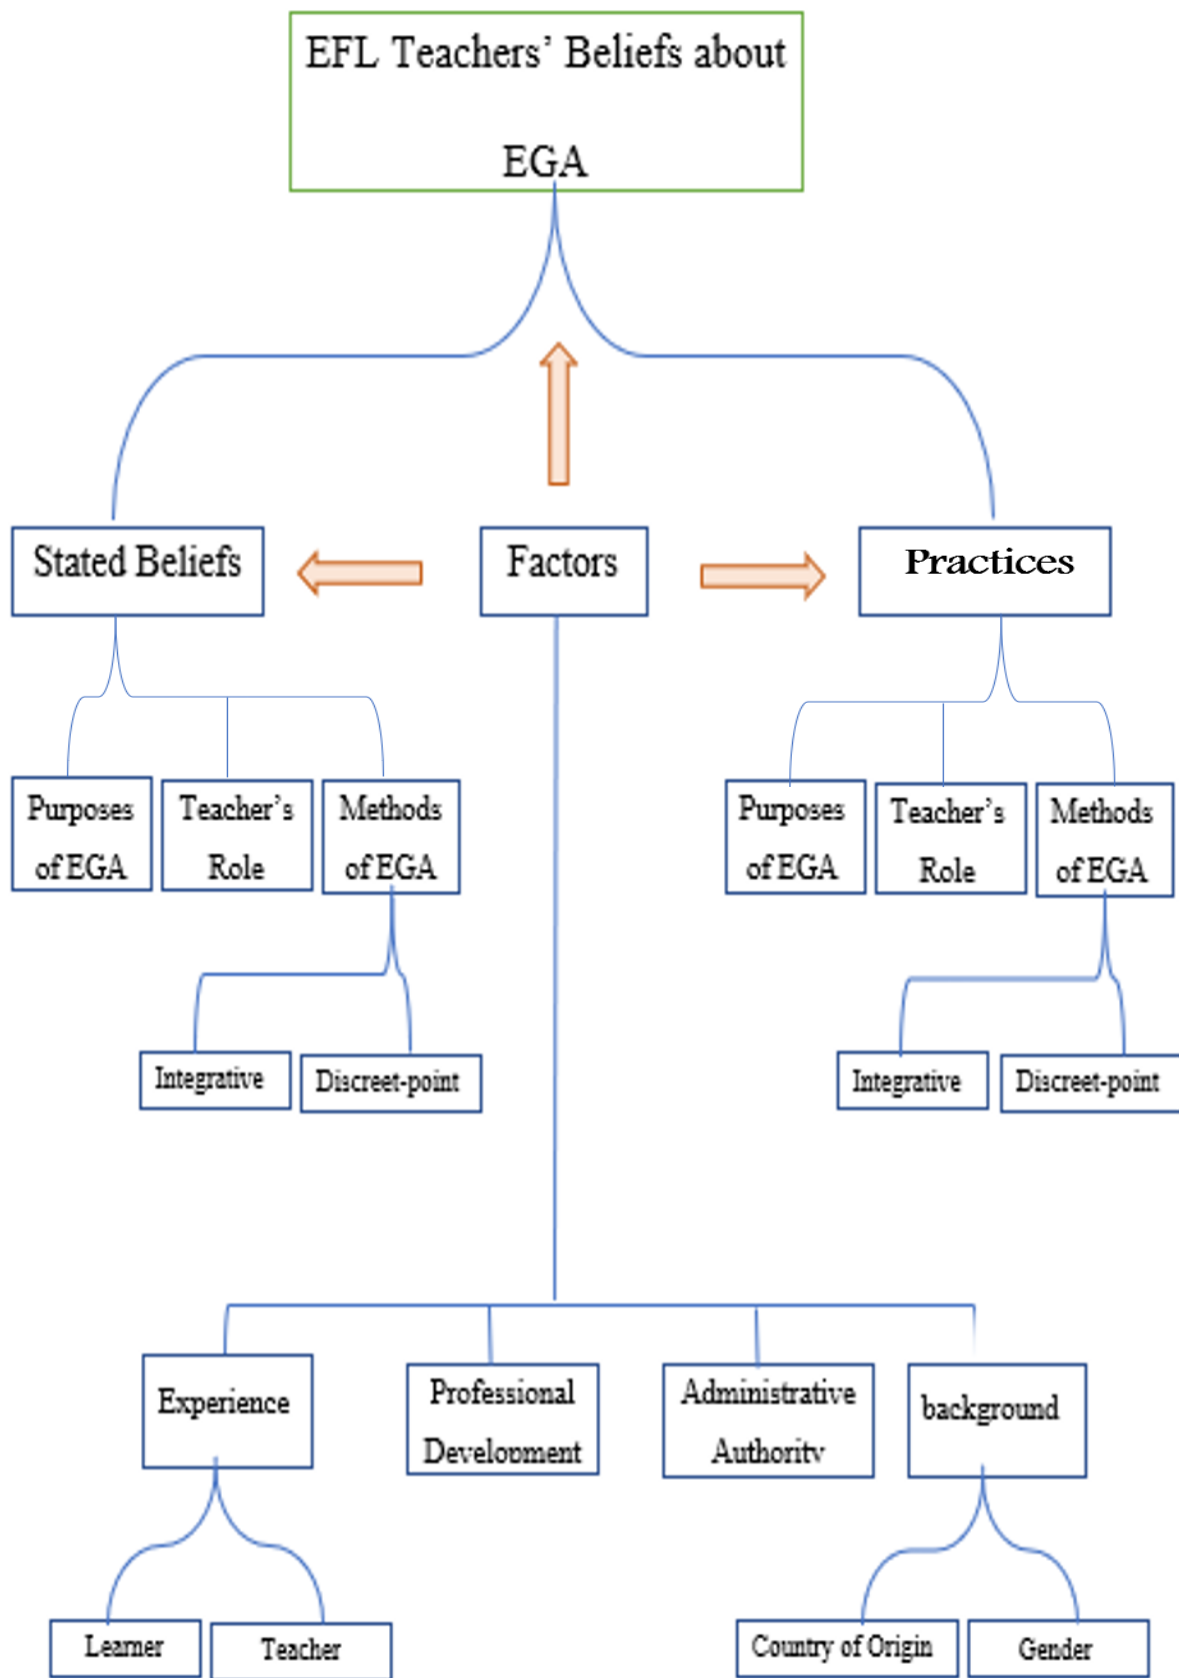 EFL Teachers’ Beliefs about
EGA
Stated Beliefs
Factors
Practices
Purposes
of EGA
Teacher’s
Role
Methods
of EGA
Purposes
of EGA
Teacher’s
Role
Methods
of EGA
Integrative
Discreet-point
Integrative
Discreet-point
Experience
Professional
Development
Administrative
Authority
background
Learner
Teacher
Country of Origin
Gender